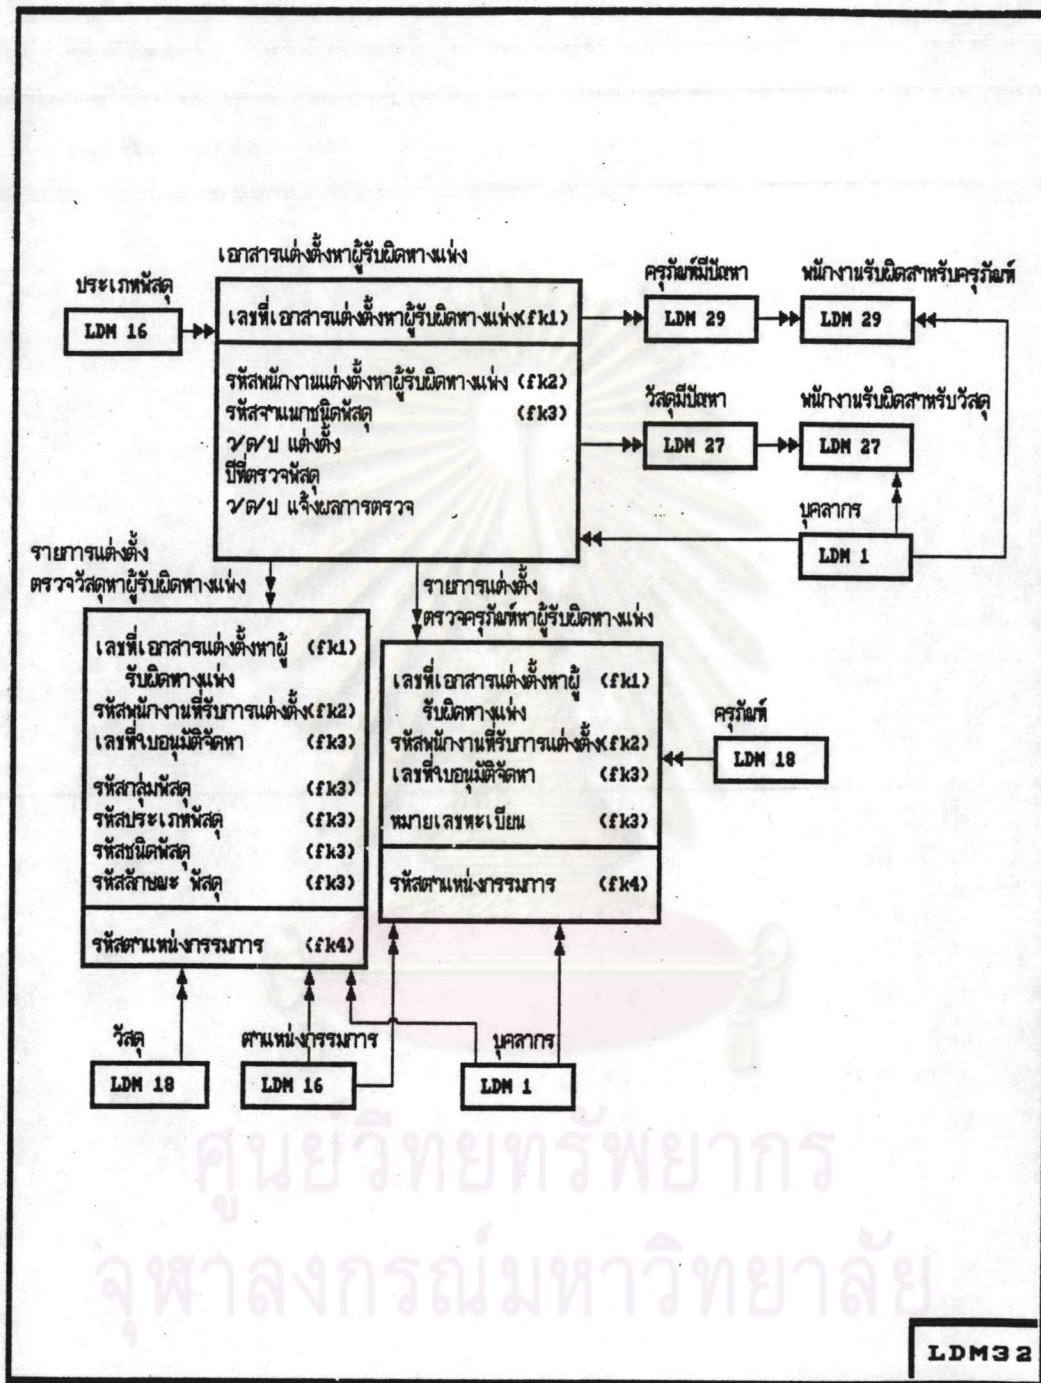 เอกสารแต่งตั้งหาผู้รับผิดทางแพ่ง
ประเภทพัสดุ
LDM 16
เลขที่เอกสารแต่งตั้งหาผู้รับผิดทางแพ่ง(fk1)
รหัสพนักงานแต่งตั้งหาผู้รับผิดทางแพ่ง (fk2)
รหัสจำแนกชนิดพัสดุ (fk3)
ว/ด/ป แต่งตั้ง
ปีที่ตรวจพัสดุ
ว/ด/ป แจ้งผลการตรวจ
ครุภัณฑ์มีปัญหา
LDM 29
พนักงานรับผิดสำหรับครุภัณฑ์
LDM 29
วัสดุมีปัญหา
LDM 27
พนักงานรับผิดสำหรับวัสดุ
LDM 27
บุคลากร
LDM 1
รายการแต่งตั้ง
ตรวจวัสดุหาผู้รับผิดทางแพ่ง
เลขที่เอกสารแต่งตั้งหาผู้ (fk1)
รับผิดทางแพ่ง
รหัสพนักงานที่รับการแต่งตั้ง(fk2)
เลขที่ใบอนุมัติจัดหา (fk3)
รหัสกลุ่มพัสดุ (fk3)
รหัสประเภทพัสดุ (fk3)
รหัสชนิดพัสดุ (fk3)
รหัสลักษณะ พัสดุ (fk3)
รหัสตำแหน่งกรรมการ (fk4)
รายการแต่งตั้ง
ตรวจครุภัณฑ์หาผู้รับผิดทางแพ่ง
เลขที่เอกสารแต่งตั้งหาผู้ (fk1)
รับผิดทางแพ่ง
รหัสพนักงานที่รับการแต่งตั้ง(fk2)
เลขที่ใบอนุมัติจัดหา (fk3)
หมายเลขทะเบียน (fk3)
รหัสตำแหน่งกรรมการ (fk4)
ครุภัณฑ์
LDM 18
วัสดุ
LDM 18
ตำแหน่งกรรมการ
LDM 16
บุคลากร
LDM 1
ศูนย์วิทยทรัพยากร
จุฬาลงกรณ์มหาวิทยาลัย
LDM32